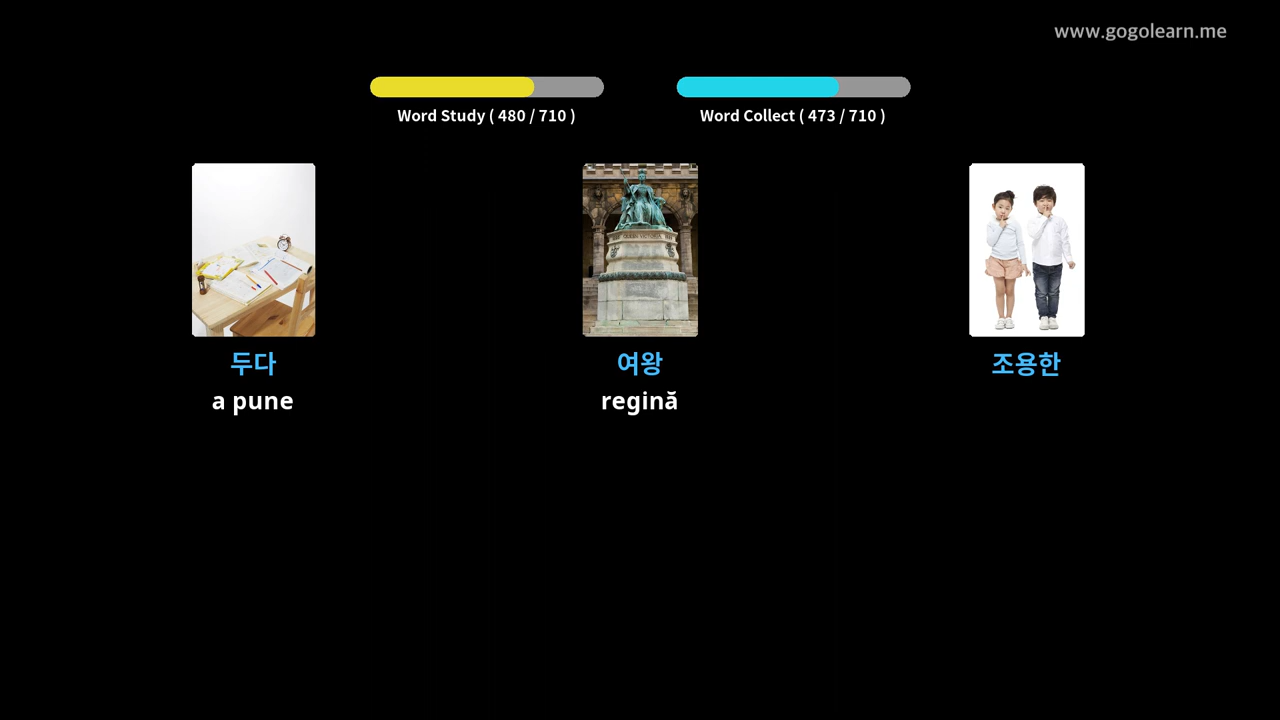 www.gogolearn.me
Word Study ( 480 / 710 )
Word Collect ( 473 / 710 )
두다
여왕
조용한
a pune
regină